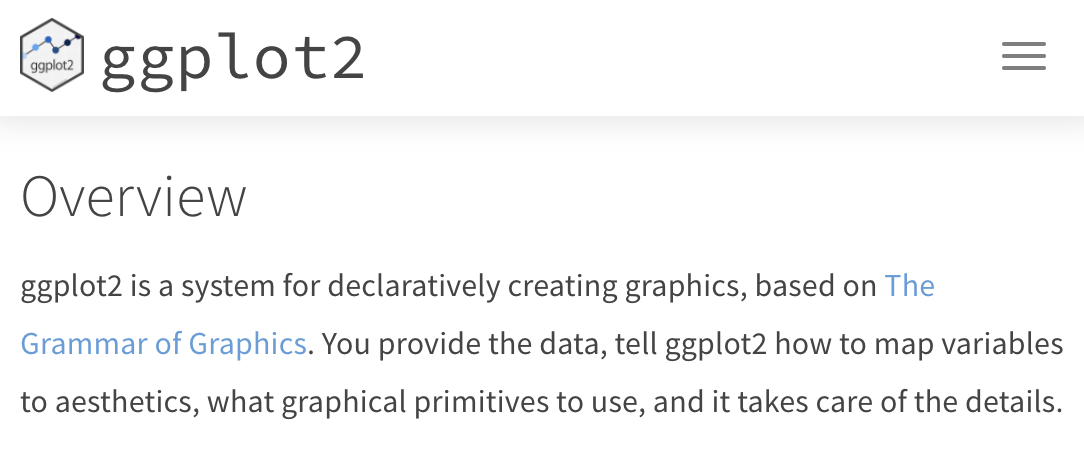 ggplot2
ggplot2
Overview
ggplot2 is a system for declaratively creating graphics, based on The
Grammar of Graphics. You provide the data, tell ggplot2 how to map variables
to aesthetics, what graphical primitives to use, and it takes care of the details.